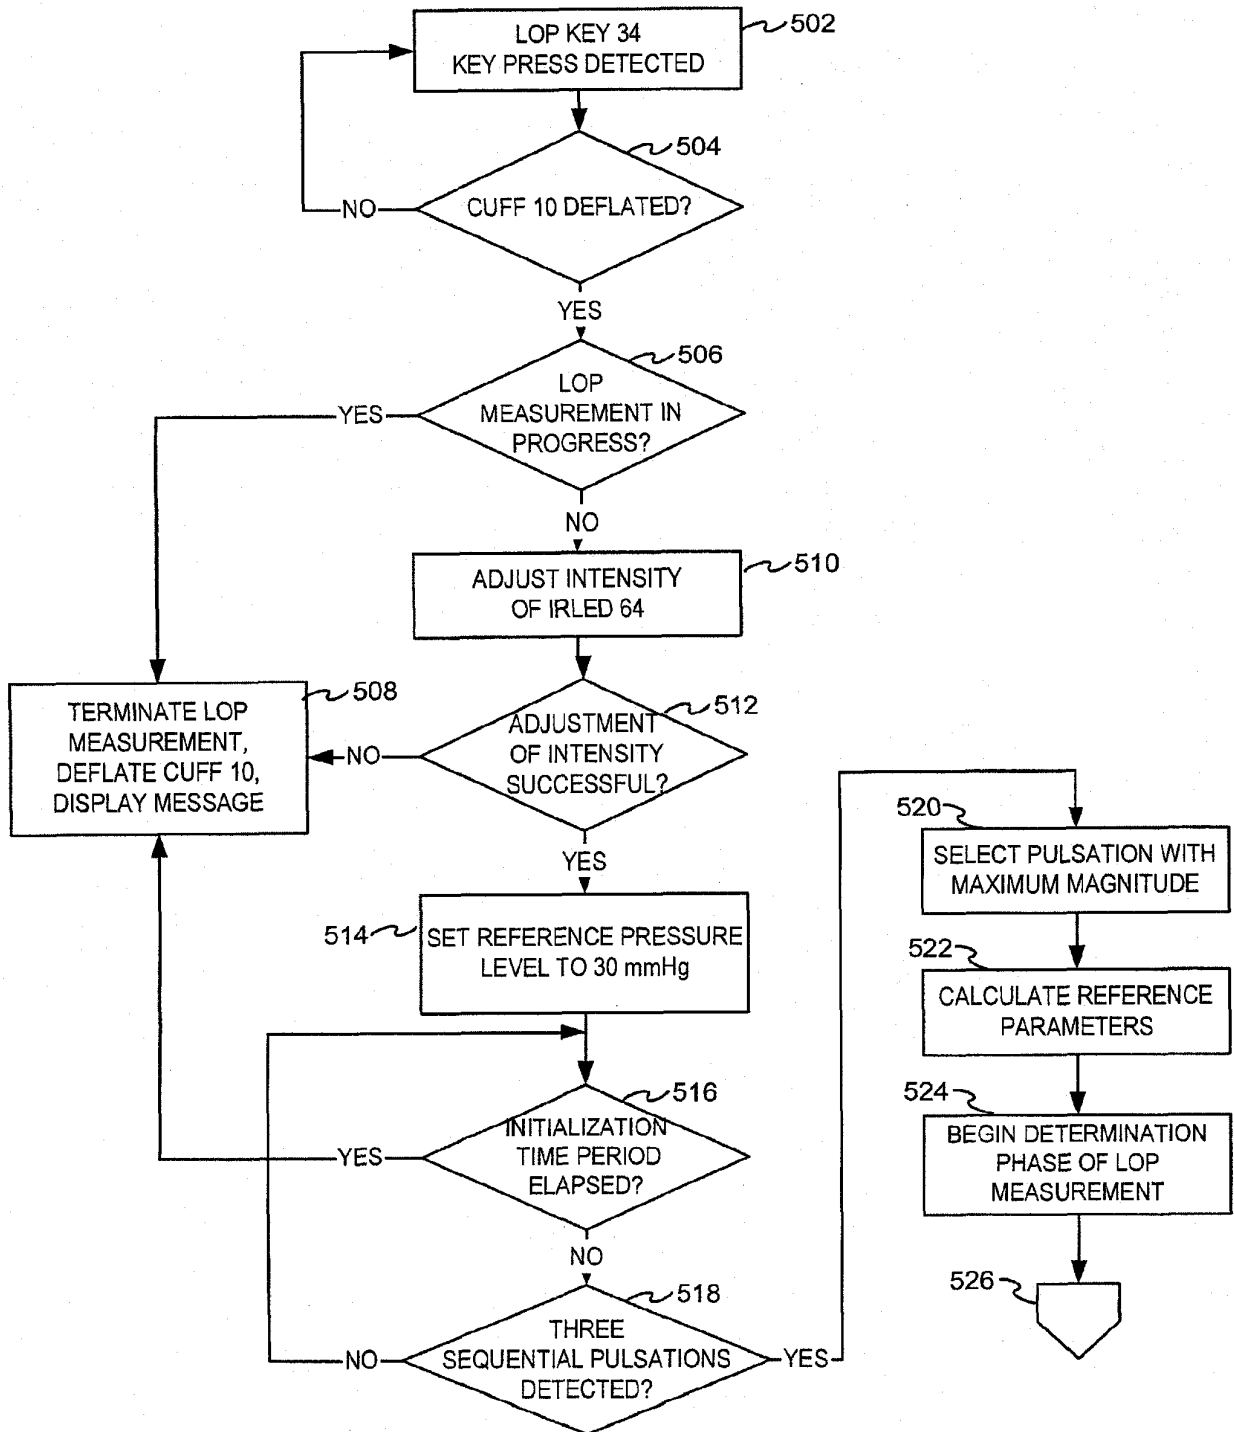 LOP KEY 34
KEY PRESS DETECTED
502
504
CUFF 10 DEFLATED?
NO
YES
506
LOP
MEASUREMENT IN
PROGRESS?
YES
NO
510
ADJUST INTENSITY
OF IRLED 64
508
TERMINATE LOP
MEASUREMENT,
DEFLATE CUFF 10,
DISPLAY MESSAGE
512
ADJUSTMENT
OF INTENSITY
SUCCESSFUL?
NO
YES
514
SET REFERENCE PRESSURE
LEVEL TO 30 mmHg
516
INITIALIZATION
TIME PERIOD
ELAPSED?
YES
NO
518
THREE
SEQUENTIAL PULSATIONS
DETECTED?
NO
YES
520
SELECT PULSATION WITH
MAXIMUM MAGNITUDE
522
CALCULATE REFERENCE
PARAMETERS
524
BEGIN DETERMINATION
PHASE OF LOP
MEASUREMENT
526